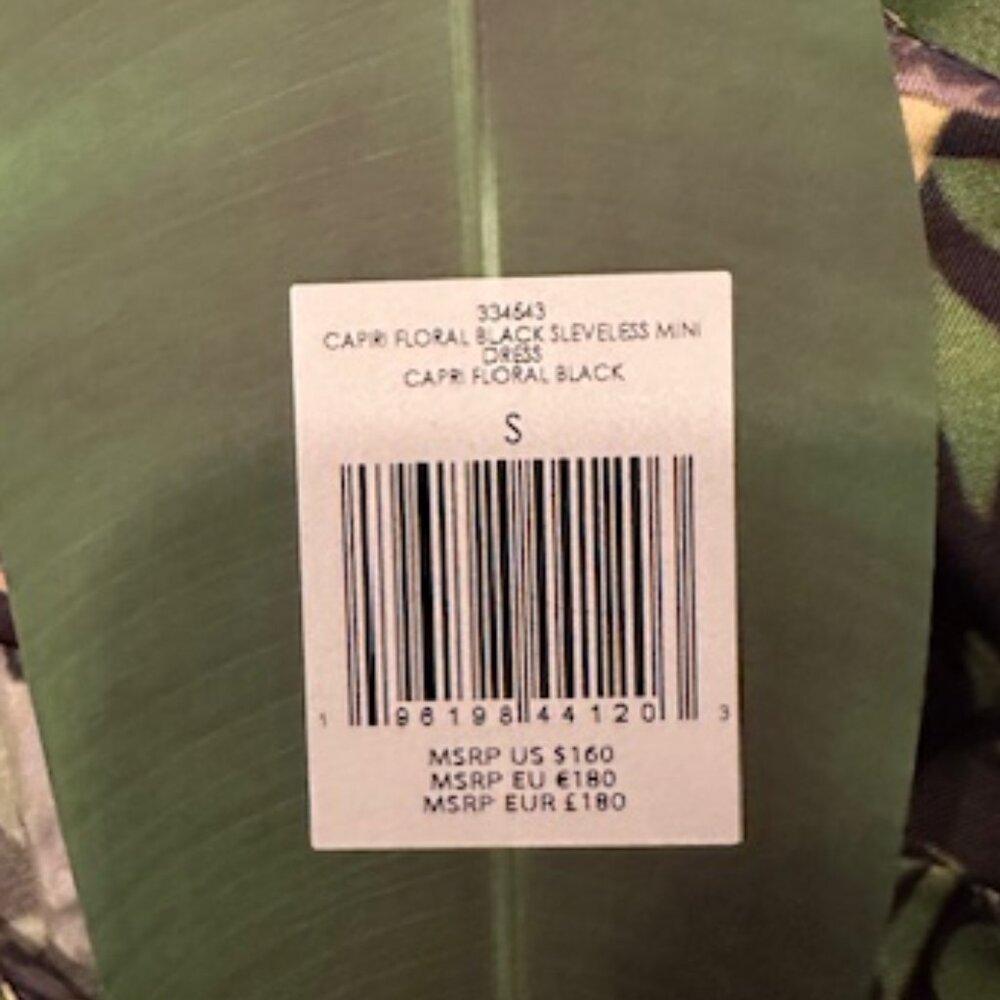 334543
CAPRI FLORAL BLACK SLEVELESS MINI
DRESS
CAPRI FLORAL BLACK
S
1 96198 44120 3
MSRP US $160
MSRP EU €180
MSRP EUR £180